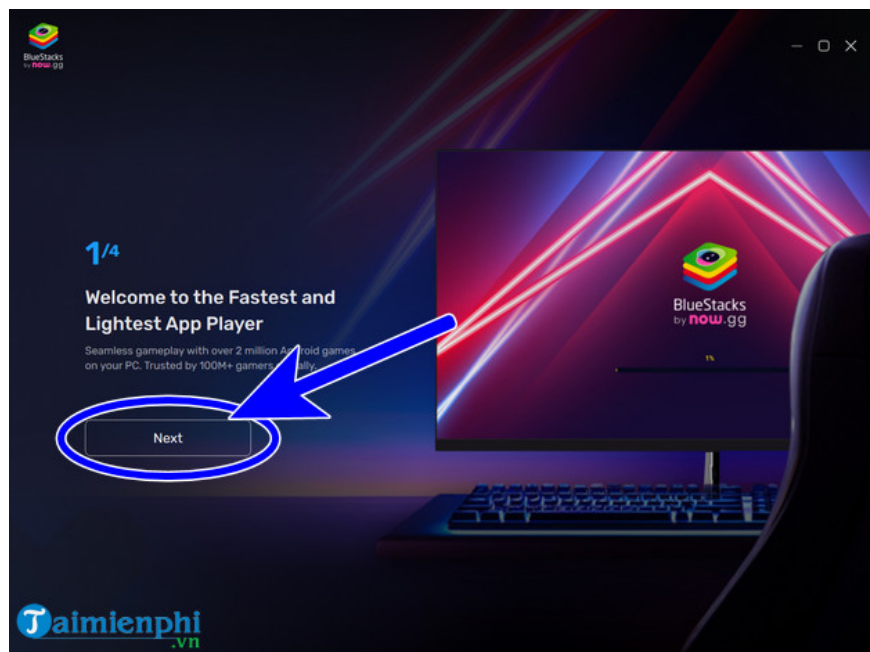 BlueStacks
by now.gg
1/4
Welcome to the Fastest and
Lightest App Player
Seamless gameplay with over 2 million Android games
on your PC. Trusted by 100M+ gamers
Next
BlueStacks
by now.gg
1%
Taimienphi
.vn